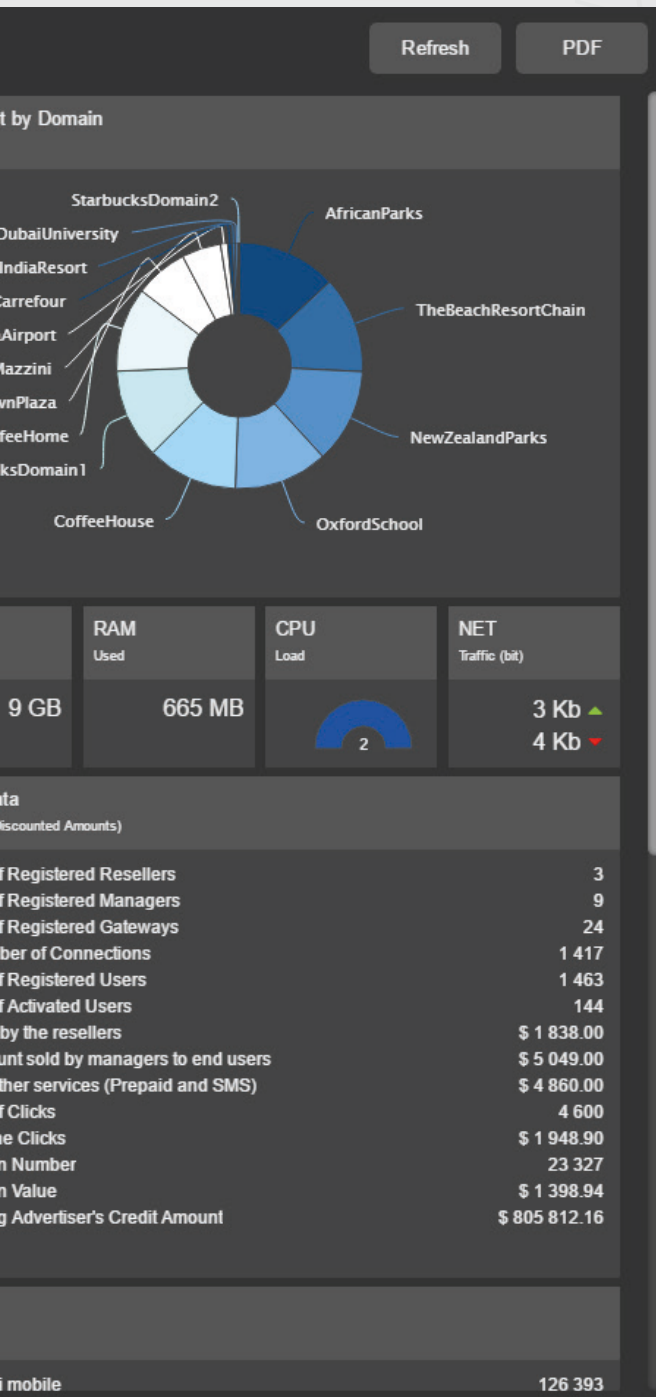 Refresh PDF
t by Domain
StarbucksDomain2
AfricanParks
DubaiUniversity
IndiaResort
Carrefour
TheBeachResortChain
Airport
Mazzini
wnPlaza
feeHome
NewZealandParks
ksDomain1
CoffeeHouse
OxfordSchool
RAM CPU NET
Used Load Traffic (bit)
9 GB 665 MB 2 3 Kb
4 Kb
ata
Discounted Amounts)
f Registered Resellers 3
f Registered Managers 9
f Registered Gateways 24
ber of Connections 1 417
f Registered Users 1 463
f Activated Users 144
by the resellers $ 1 838.00
unt sold by managers to end users $ 5 049.00
ther services (Prepaid and SMS) $ 4 860.00
f Clicks 4 600
ne Clicks $ 1 948.90
n Number 23 327
n Value $ 1 398.94
g Advertiser's Credit Amount $ 805 812.16
i mobile 126 393